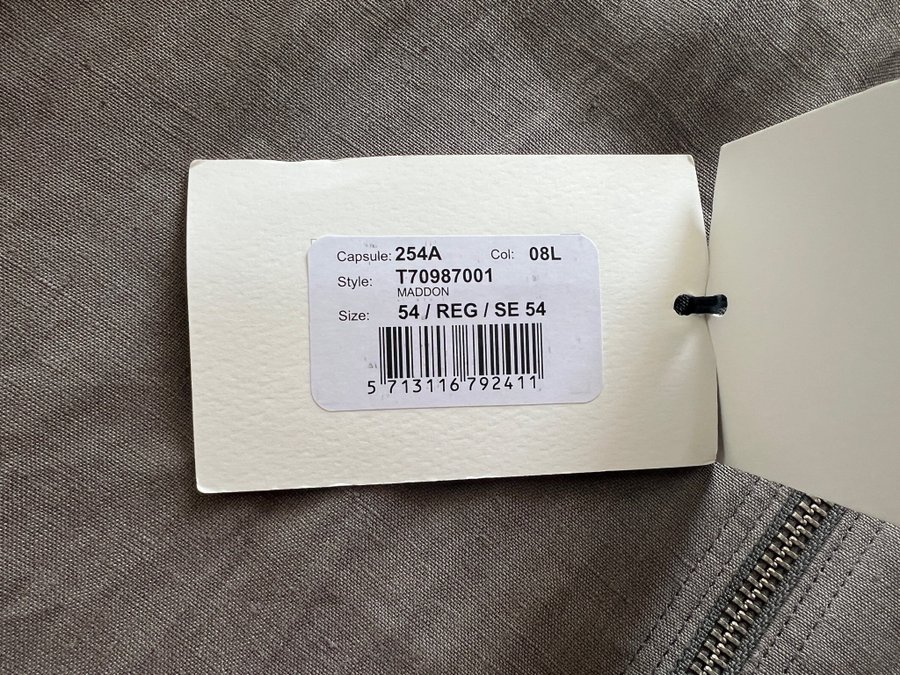 Capsule: 254A Col: 08L
Style: T70987001
MADDON
Size: 54 / REG / SE 54
5 713116 792411